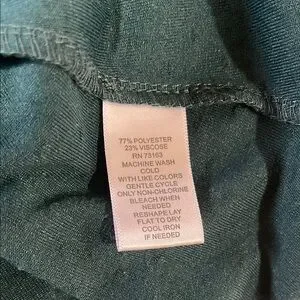 77% POLYESTER
23% VISCOSE
RN 73163
MACHINE WASH
COLD
WITH LIKE COLORS
GENTLE CYCLE
ONLY NON-CHLORINE
BLEACH WHEN
NEEDED
RESHAPE LAY
FLAT TO DRY
COOL IRON
IF NEEDED